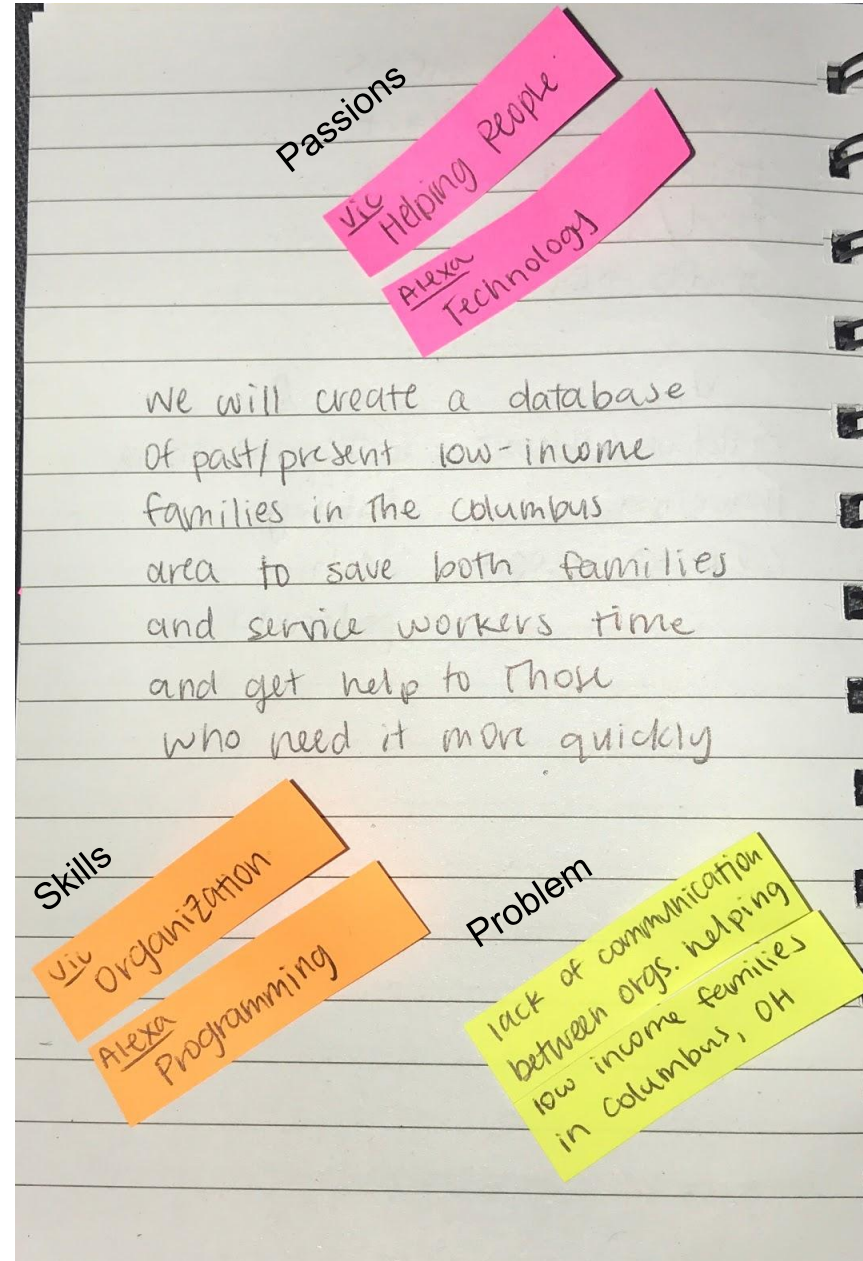 Passions
Vic
Helping people
Alexa
Technology
We will create a database
of past/present low-income
families in the Columbus
area to save both families
and service workers time
and get help to those
who need it more quickly
Skills
Vic
Organization
Alexa
Programming
Problem
lack of communication
between orgs. helping
low income families
in columbus, OH